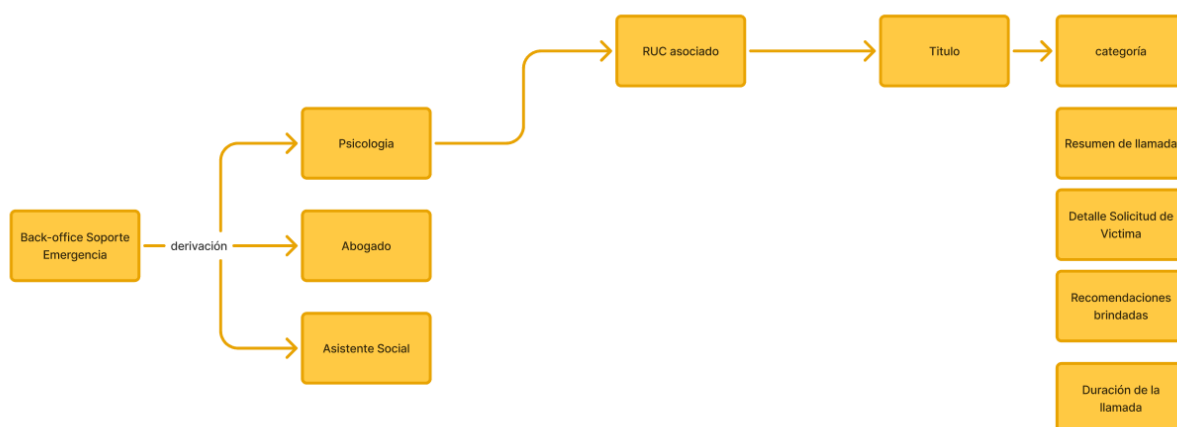 Back-office Soporte
Emergencia
derivación
Psicologia
Abogado
Asistente Social
RUC asociado
Titulo
categoría
Resumen de llamada
Detalle Solicitud de
Victima
Recomendaciones
brindadas
Duración de la
llamada